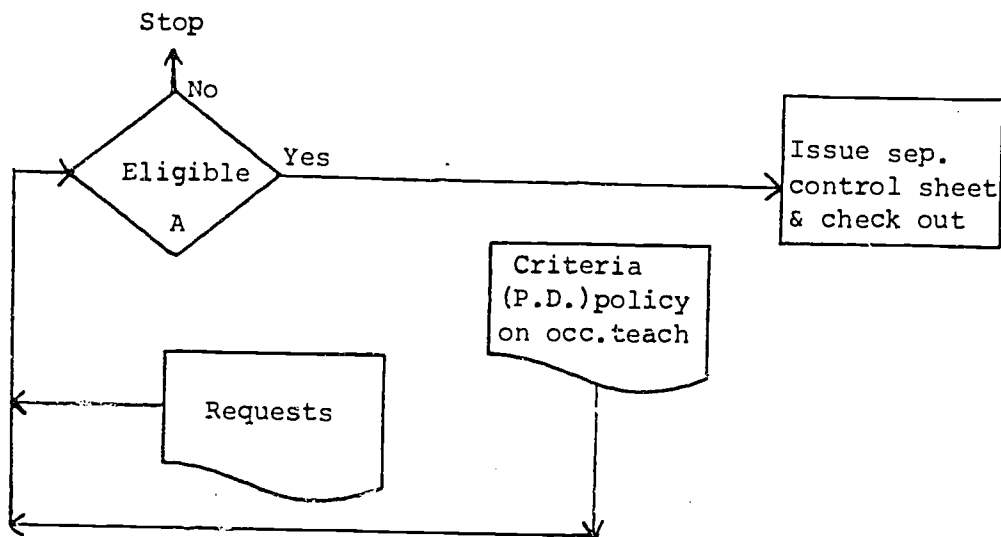 Stop
No
Eligible
A
Yes
Issue sep.
control sheet
& check out
Criteria
(P.D.)policy
on occ.teach
Requests